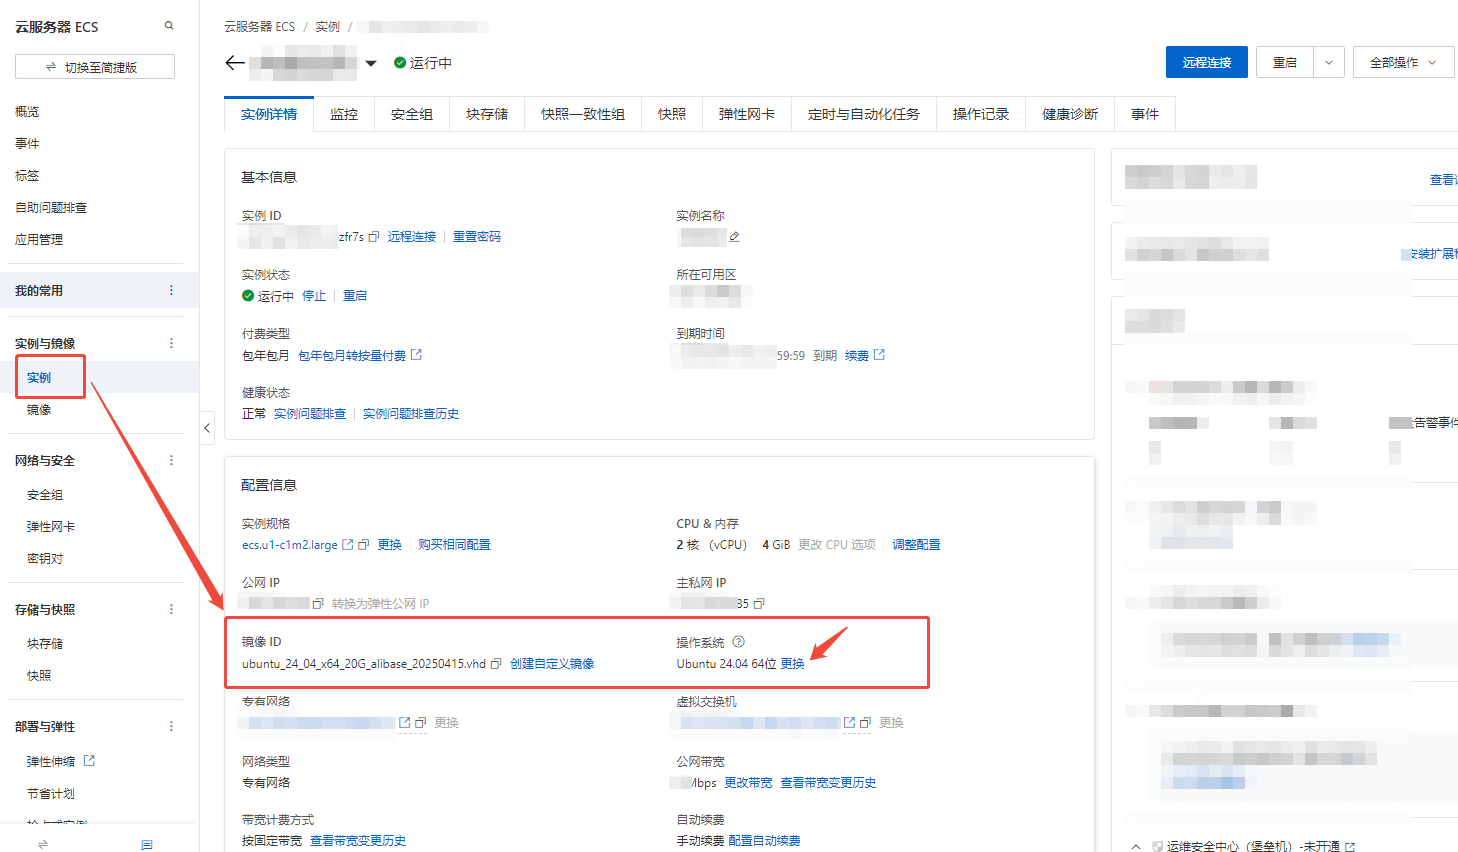 云服务器 ECS
切换至简捷版
概览
事件
标签
自助问题排查
应用管理
我的常用
实例与镜像
实例
镜像
网络与安全
安全组
弹性网卡
密钥对
存储与快照
块存储
快照
部署与弹性
弹性伸缩
节省计划
云服务器 ECS / 实例 /
运行中
远程连接 重启 全部操作
实例详情 监控 安全组 块存储 快照一致性组 快照 弹性网卡 定时与自动化任务 操作记录 健康诊断 事件
基本信息
实例 ID 实例名称
zfr7s 远程连接 重置密码
实例状态 所在可用区
运行中 停止 重启
付费类型 到期时间
包年包月 包年包月转按量付费 59:59 到期 续费
健康状态
正常 实例问题排查 实例问题排查历史
配置信息
实例规格 CPU & 内存
ecs.u1-c1m2.large 更换 购买相同配置 2 核 (vCPU) 4 GiB 更改 CPU 选项 调整配置
公网 IP 主私网 IP
转换为弹性公网 IP 85
镜像 ID 操作系统
ubuntu_24_04_x64_20G_alibase_20250415.vhd 创建自定义镜像 Ubuntu 24.04 64位 更换
专有网络 虚拟交换机
更换 更换
网络类型 公网带宽
专有网络 Mbps 更改带宽 查看带宽变更历史
带宽计费方式 自动续费
按固定带宽 查看带宽变更历史 手动续费 配置自动续费
查看
安装扩展
告警事件
运维安全中心（堡垒机）-未开通